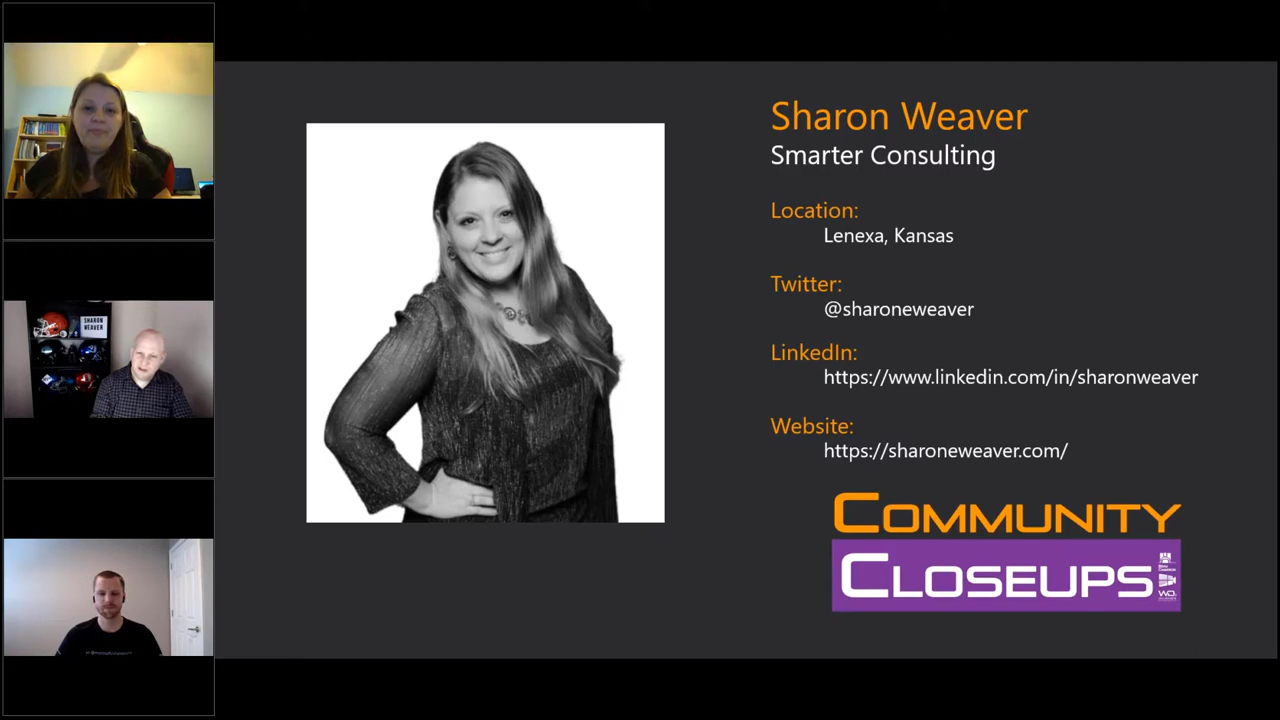 SHARON
WEAVER
Sharon Weaver
Smarter Consulting
Location:
Lenexa, Kansas
Twitter:
@sharoneweaver
LinkedIn:
https://www.linkedin.com/in/sharonweaver
Website:
https://sharoneweaver.com/
COMMUNITY
CLOSEUPS